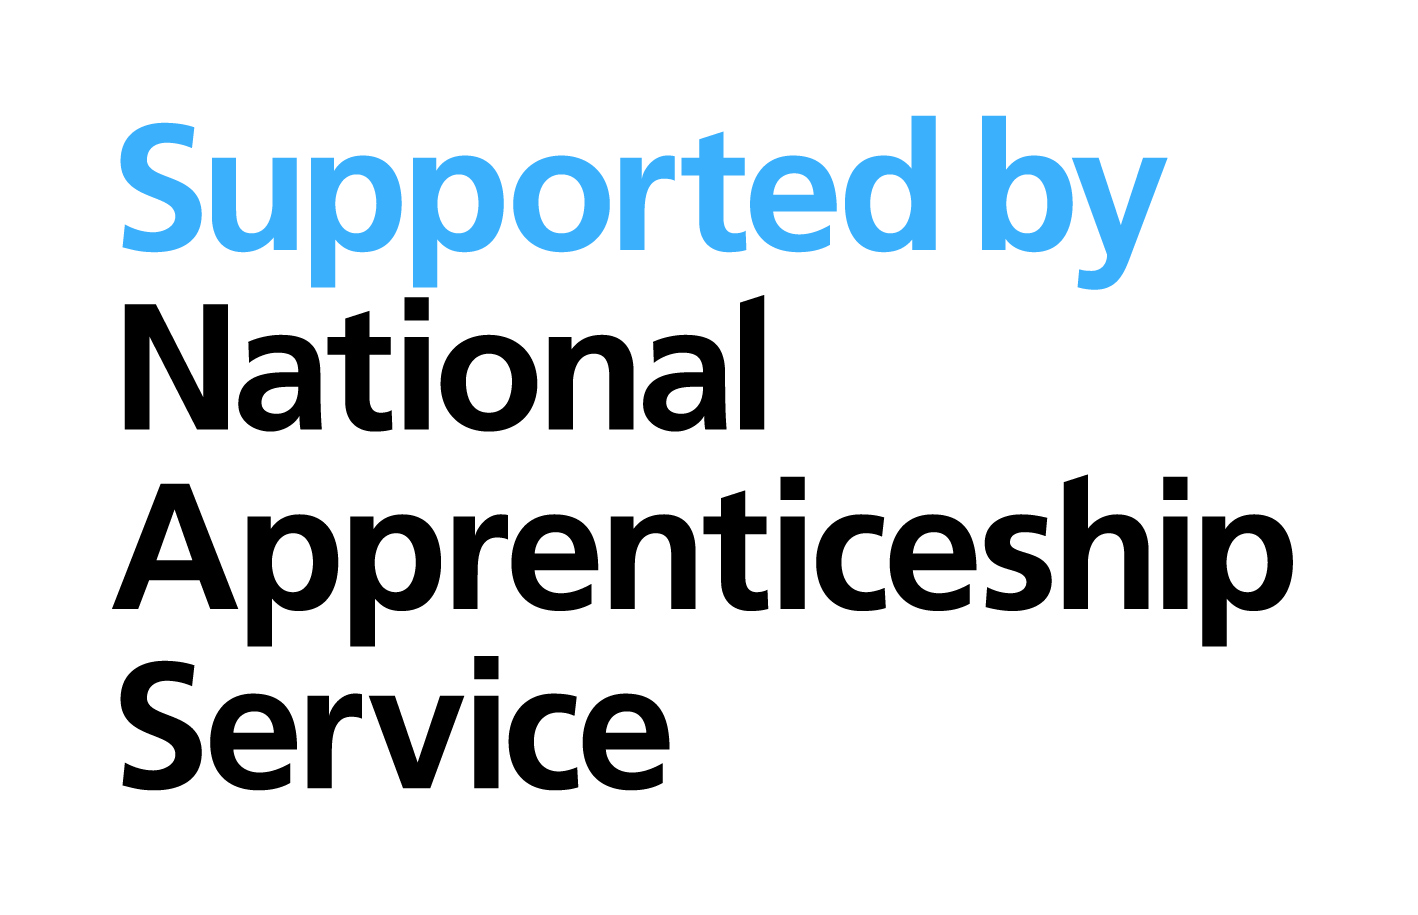 Supported by
National
Apprenticeship
Service